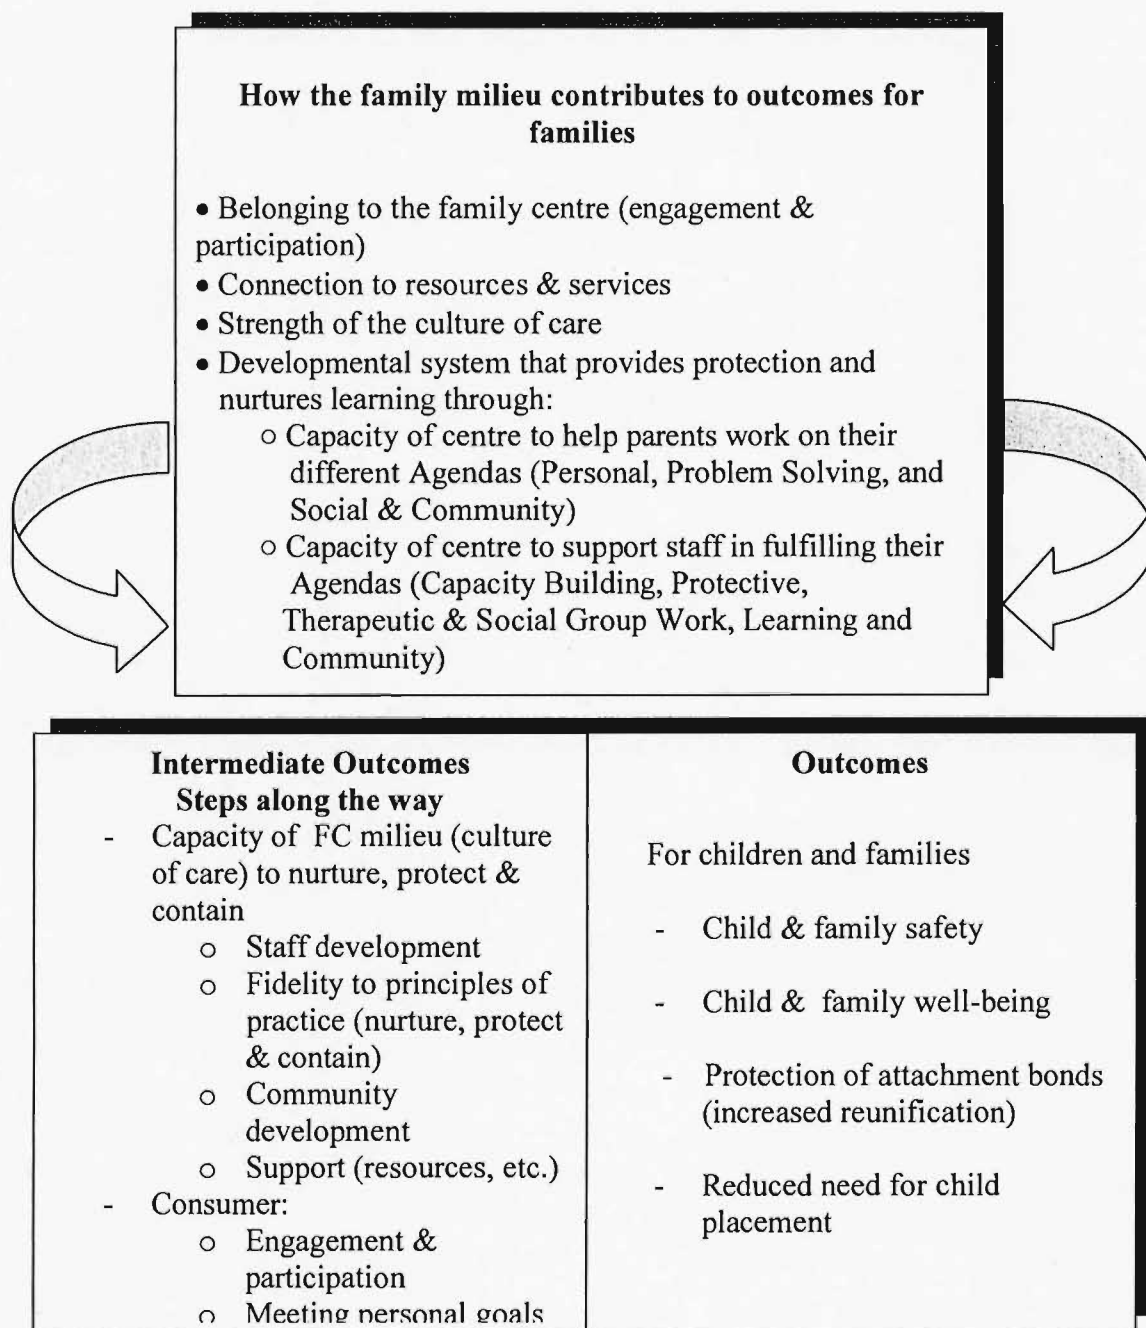 How the family milieu contributes to outcomes for
families
• Belonging to the family centre (engagement &
participation)
• Connection to resources & services
• Strength of the culture of care
• Developmental system that provides protection and
nurtures learning through:
○ Capacity of centre to help parents work on their
different Agendas (Personal, Problem Solving, and
Social & Community)
○ Capacity of centre to support staff in fulfilling their
Agendas (Capacity Building, Protective,
Therapeutic & Social Group Work, Learning and
Community)
Intermediate Outcomes
Steps along the way
- Capacity of FC milieu (culture
of care) to nurture, protect &
contain
○ Staff development
○ Fidelity to principles of
practice (nurture, protect
& contain)
○ Community
development
○ Support (resources, etc.)
- Consumer:
○ Engagement &
participation
○ Meeting personal goals
Outcomes
For children and families
- Child & family safety
- Child & family well-being
- Protection of attachment bonds
(increased reunification)
- Reduced need for child
placement